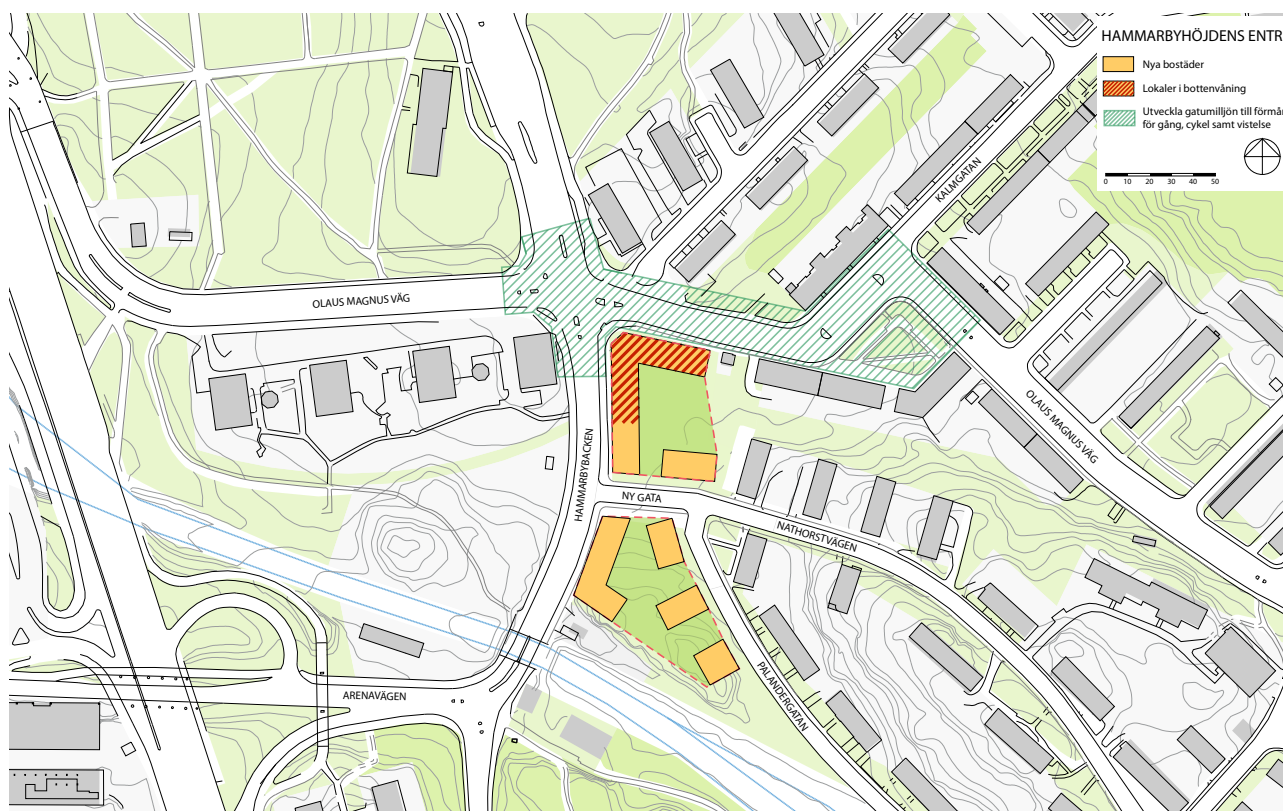 HAMMARBYHÖJDENS ENTR
Nya bostäder
Lokaler i bottenvåning
Utveckla gatumilljön till förmån
för gång, cykel samt vistelse
0 10 20 30 40 50
KALMGATAN
OLAUS MAGNUS VÄG
OLAUS MAGNUS VÄG
HAMMARBYBACKEN
NY GATA
NATHORSTVÄGEN
PALANDERGATAN
ARENAVÄGEN